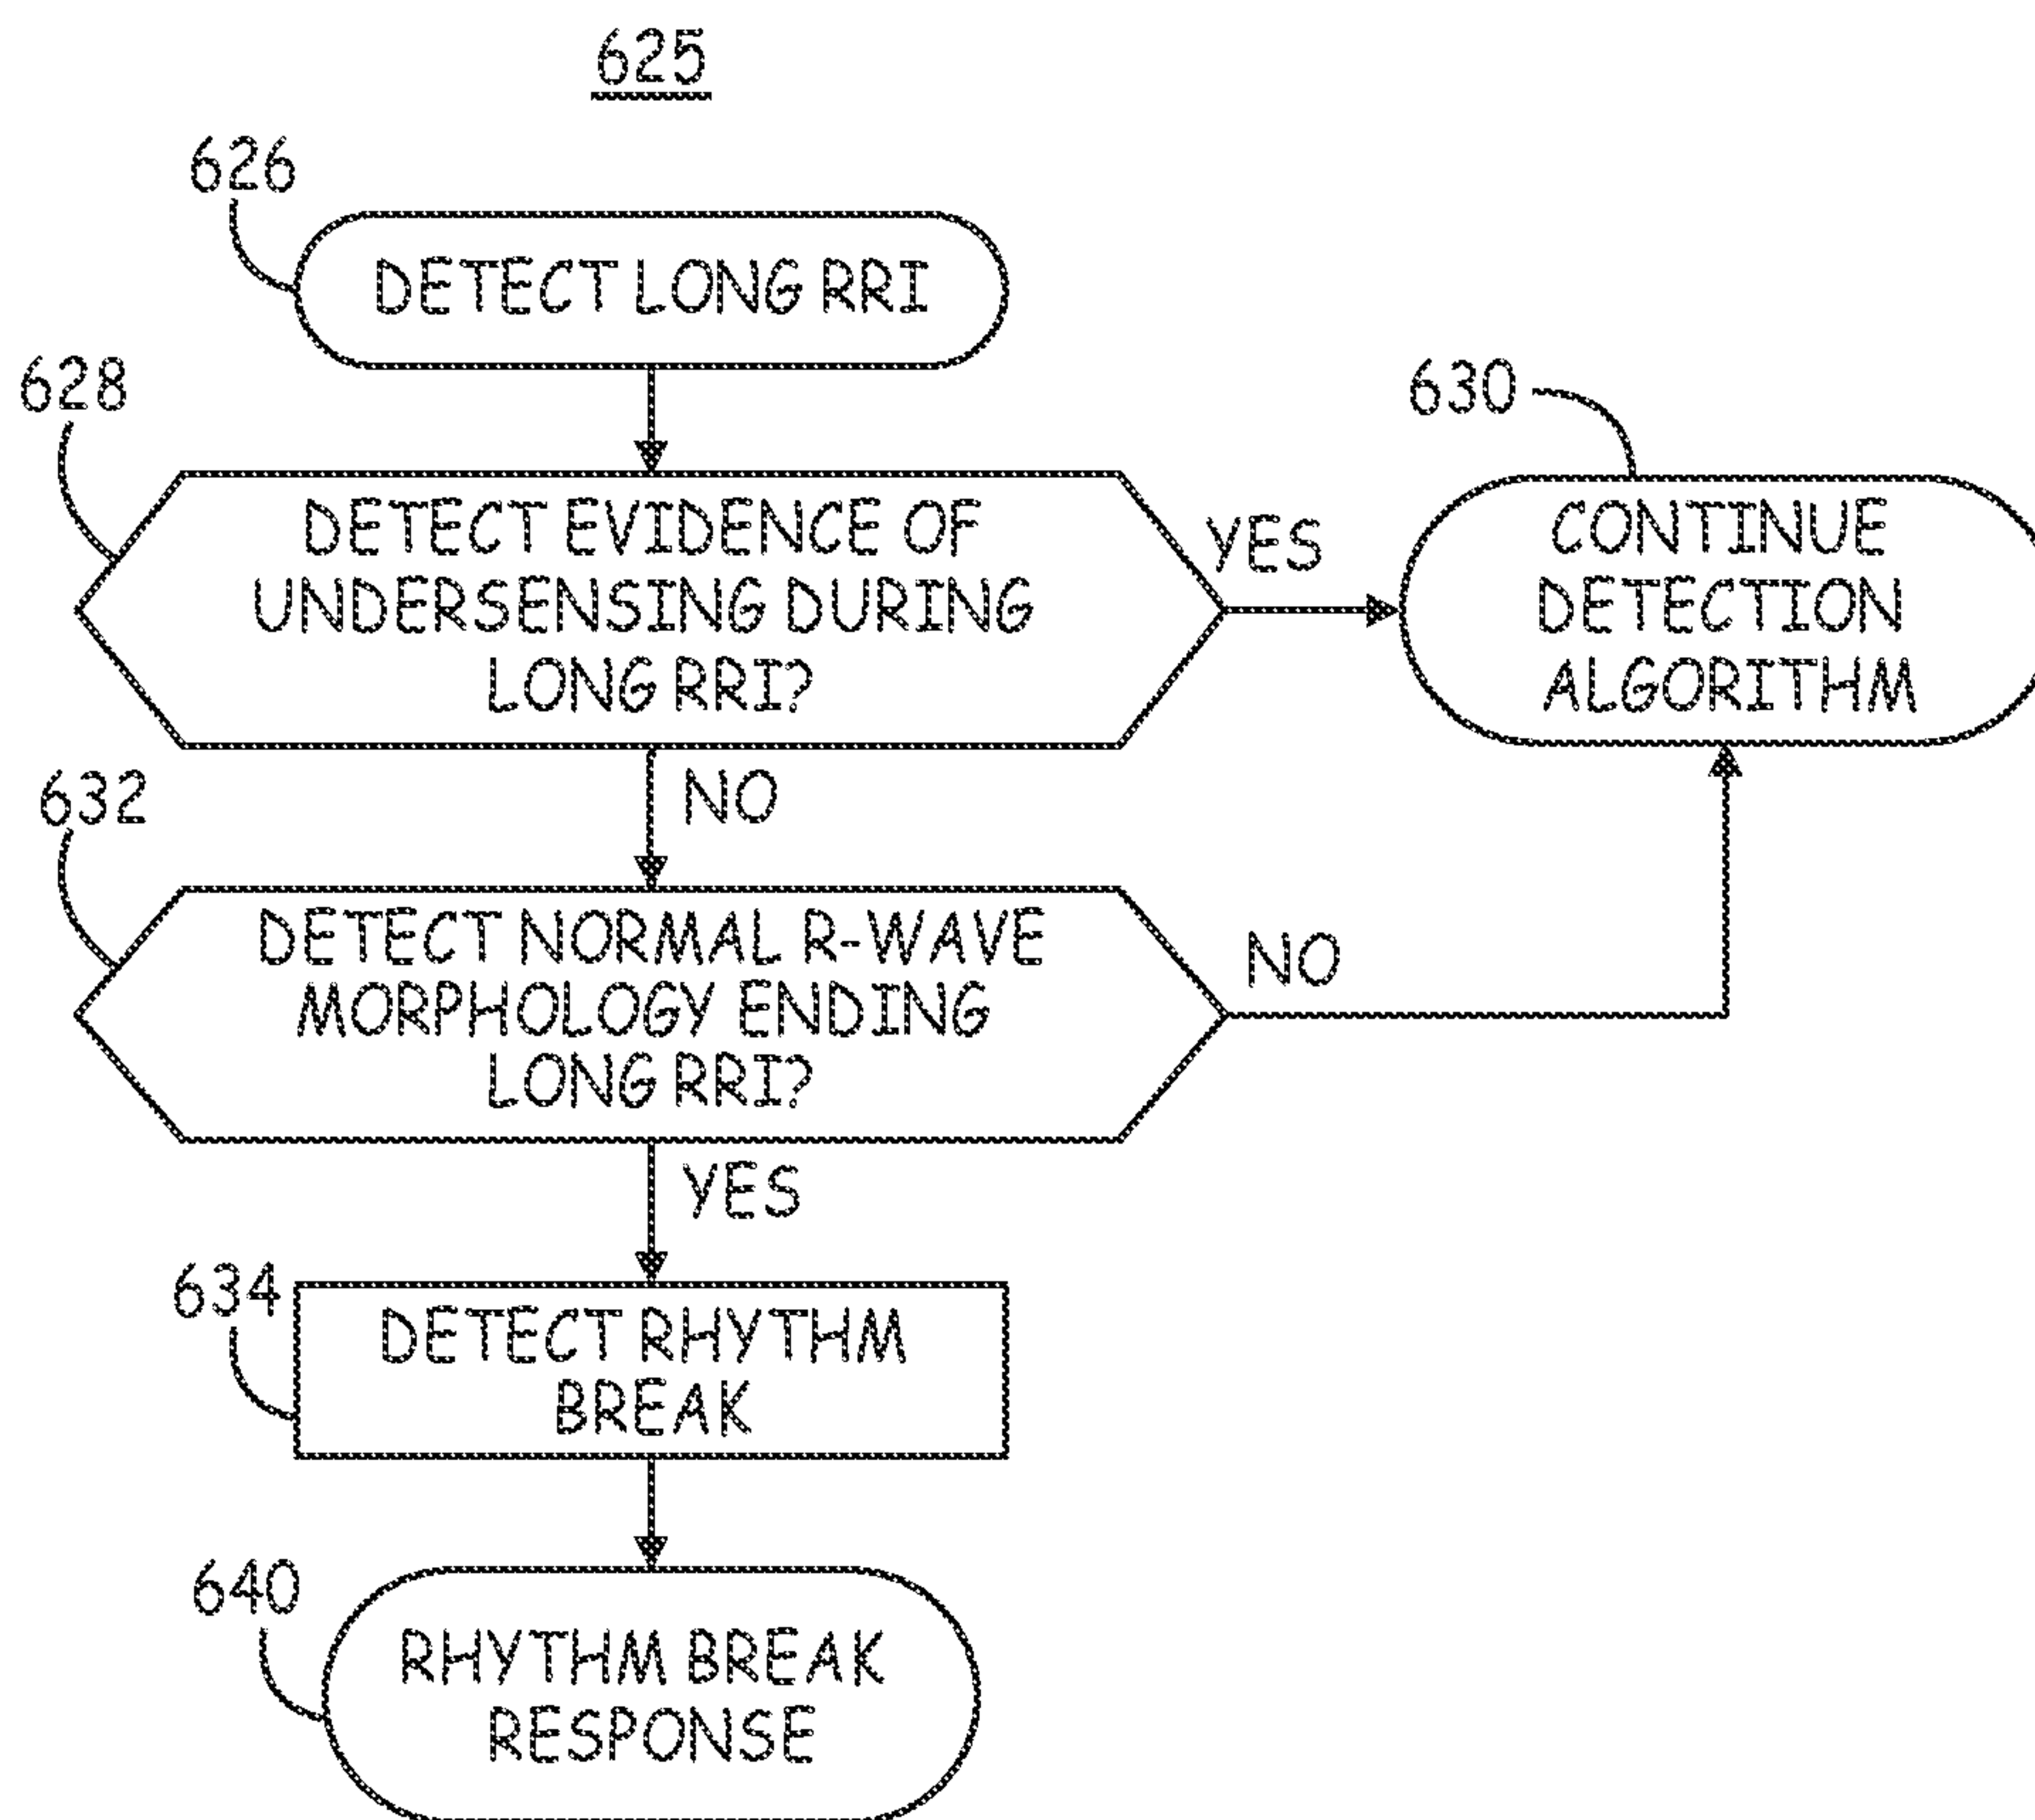 625
626
DETECT LONG RRI
628
DETECT EVIDENCE OF
UNDERSENSING DURING
LONG RRI?
YES
630
CONTINUE
DETECTION
ALGORITHM
NO
632
DETECT NORMAL R-WAVE
MORPHOLOGY ENDING
LONG RRI?
NO
YES
634
DETECT RHYTHM
BREAK
640
RHYTHM BREAK
RESPONSE